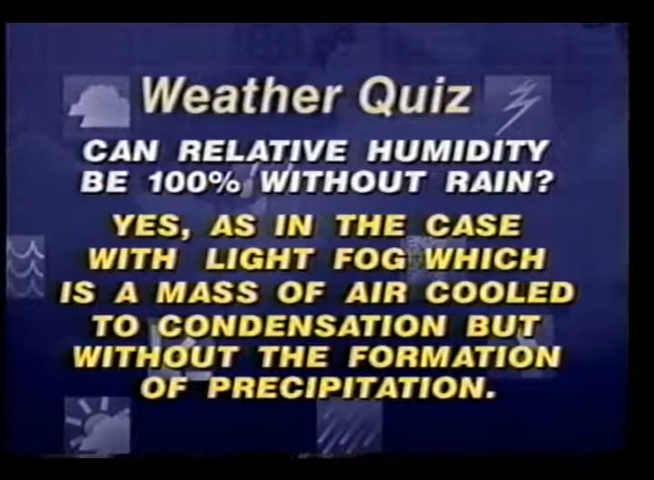 Weather Quiz
CAN RELATIVE HUMIDITY
BE 100% WITHOUT RAIN?
YES, AS IN THE CASE
WITH LIGHT FOG WHICH
IS A MASS OF AIR COOLED
TO CONDENSATION BUT
WITHOUT THE FORMATION
OF PRECIPITATION.